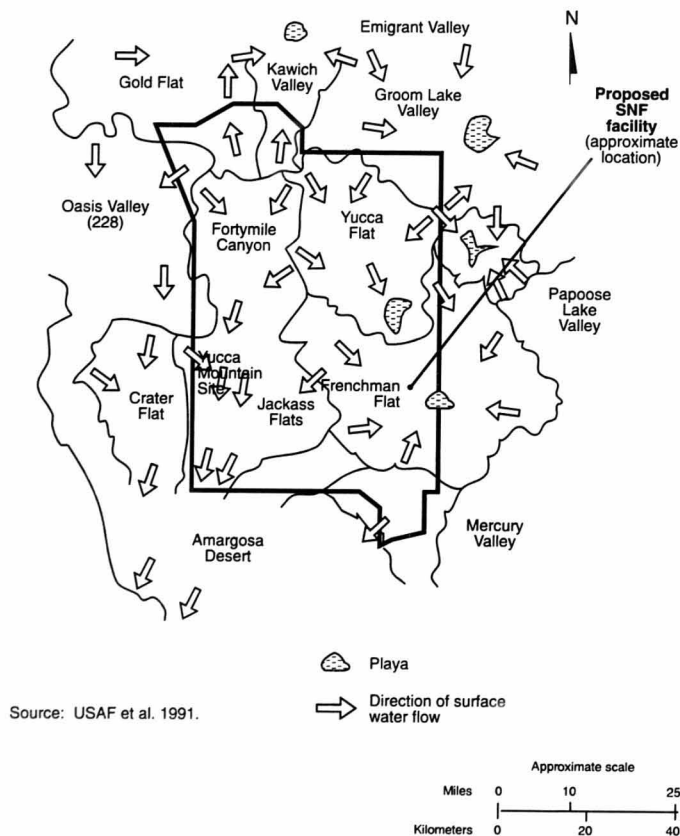 Emigrant Valley
N
Gold Flat
Kawich
Valley
Groom Lake
Valley
Proposed
SNF
facility
(approximate
location)
Oasis Valley
(228)
Fortymile
Canyon
Yucca
Flat
Papoose
Lake
Valley
Crater
Flat
Yucca
Mountain
Site
Jackass
Flats
Frenchman
Flat
Amargosa
Desert
Mercury
Valley
Playa
Source: USAF et al. 1991.
Direction of surface
water flow
Approximate scale
Miles 0 10 25
Kilometers 0 20 40